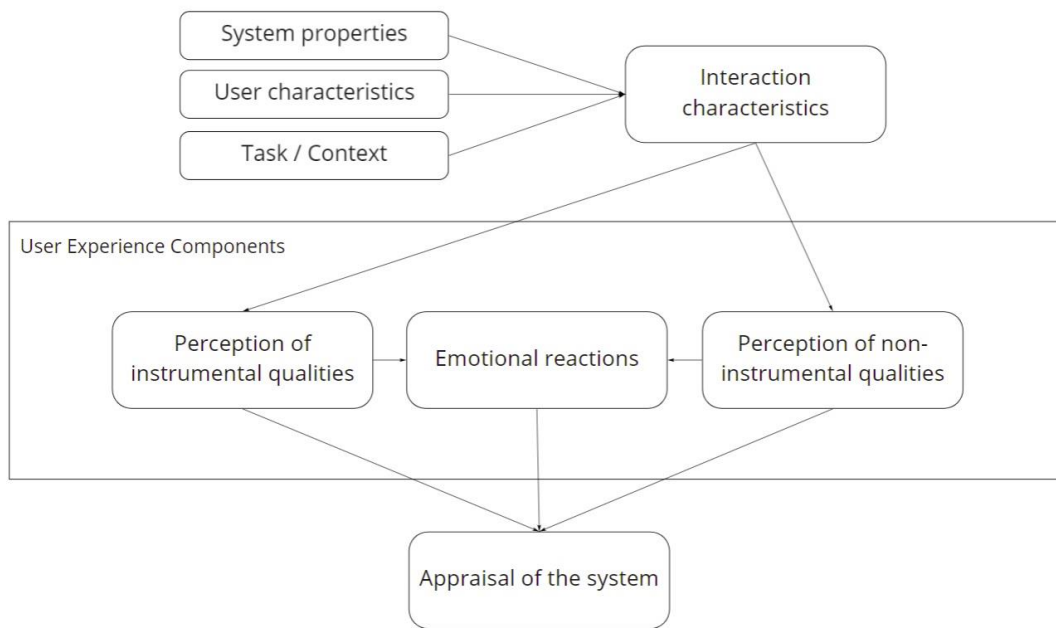 System properties
User characteristics
Task / Context
Interaction
characteristics
User Experience Components
Perception of
instrumental qualities
Emotional reactions
Perception of non-
instrumental qualities
Appraisal of the system